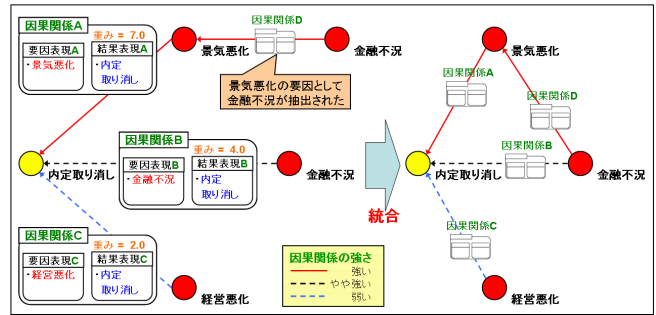 因果関係A
重み = 7.0
要因表現A
・景気悪化
結果表現A
・内定
取り消し
景気悪化
因果関係D
金融不況
景気悪化の要因として
金融不況が抽出された
因果関係B
重み = 4.0
要因表現B
・金融不況
結果表現B
・内定
取り消し
内定取り消し
金融不況
因果関係C
重み = 2.0
要因表現C
・経営悪化
結果表現C
・内定
取り消し
経営悪化
因果関係の強さ
強い
やや強い
弱い
統合
景気悪化
因果関係A
因果関係D
因果関係B
内定取り消し
金融不況
因果関係C
経営悪化